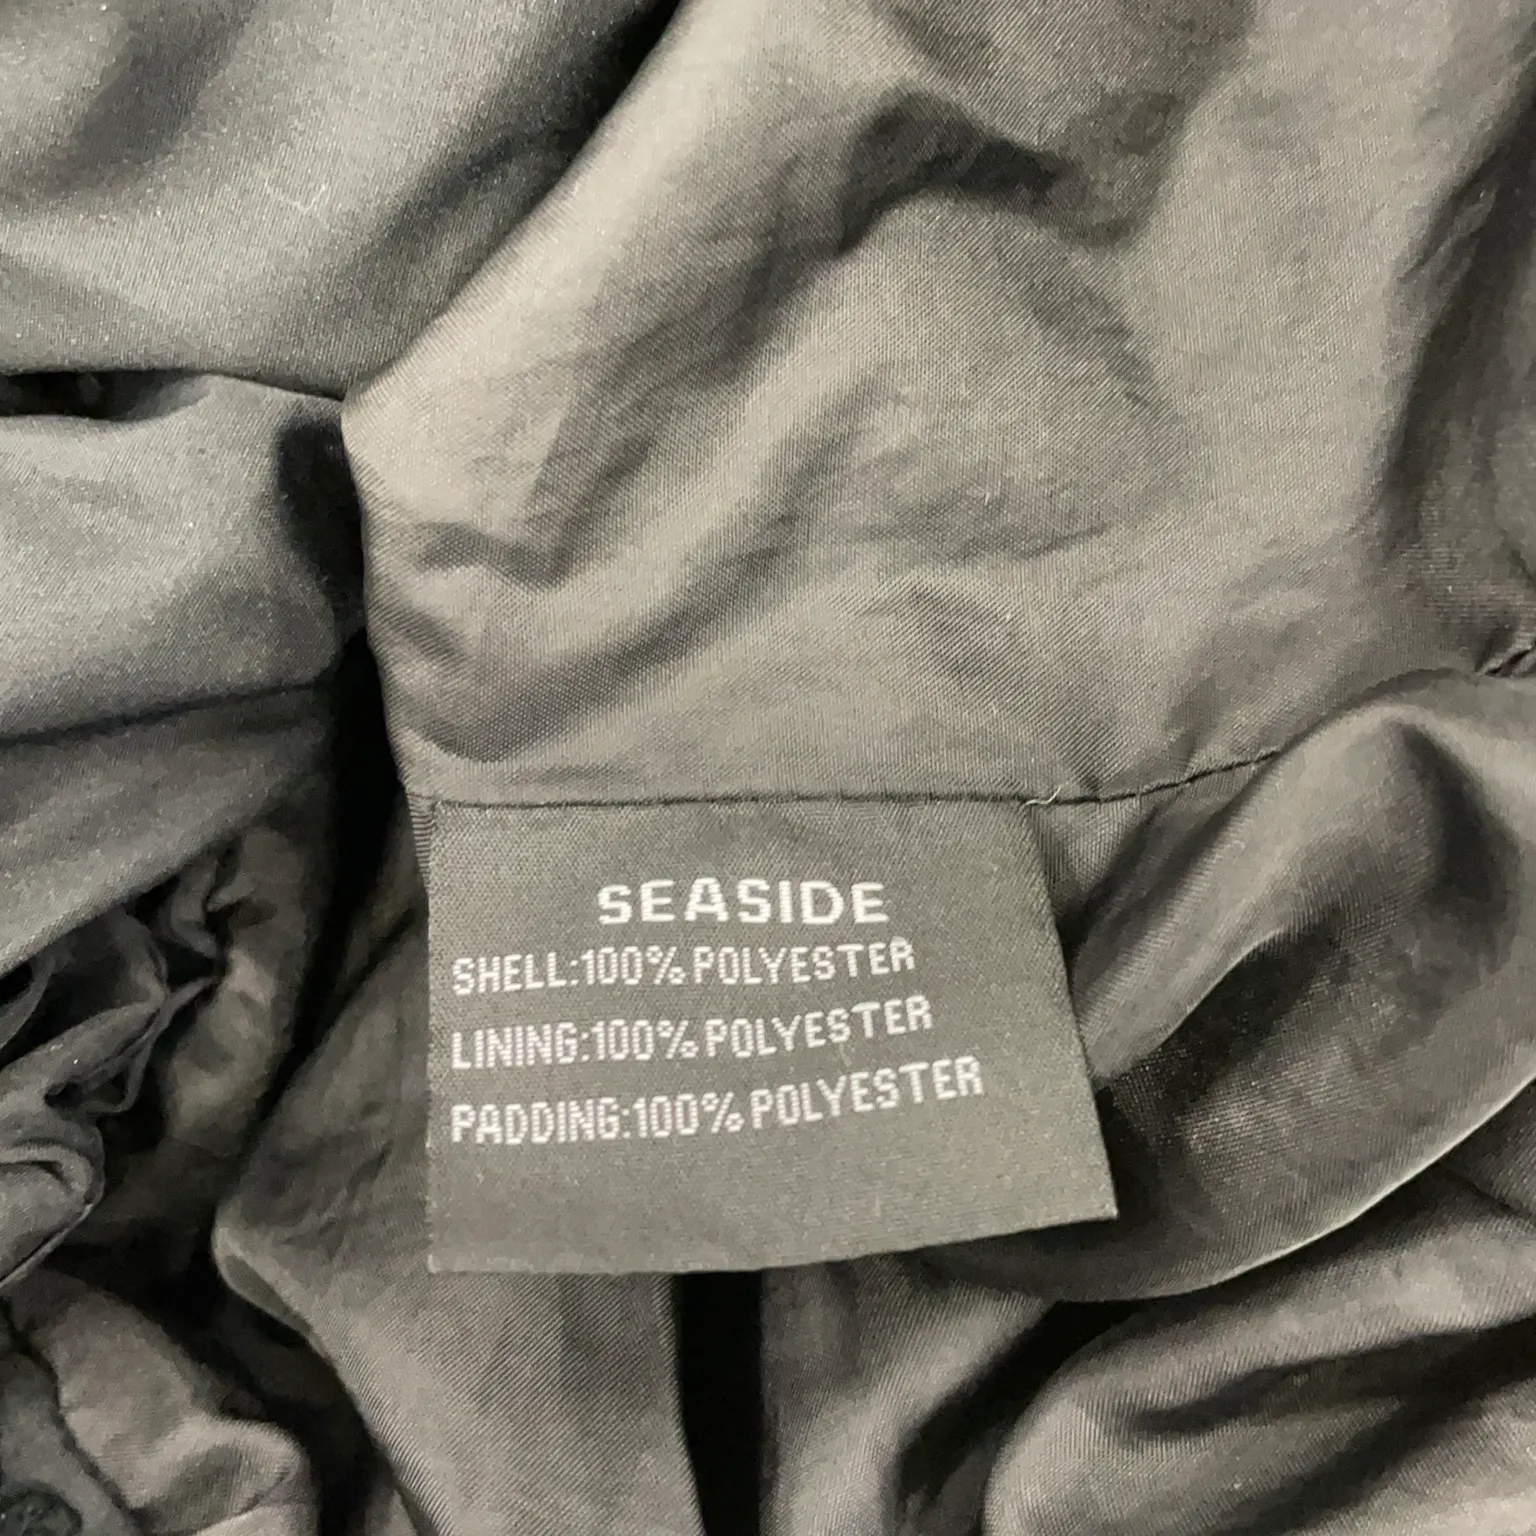 SEASIDE
SHELL:100% POLYESTER
LINING:100% POLYESTER
PADDING:100% POLYESTER